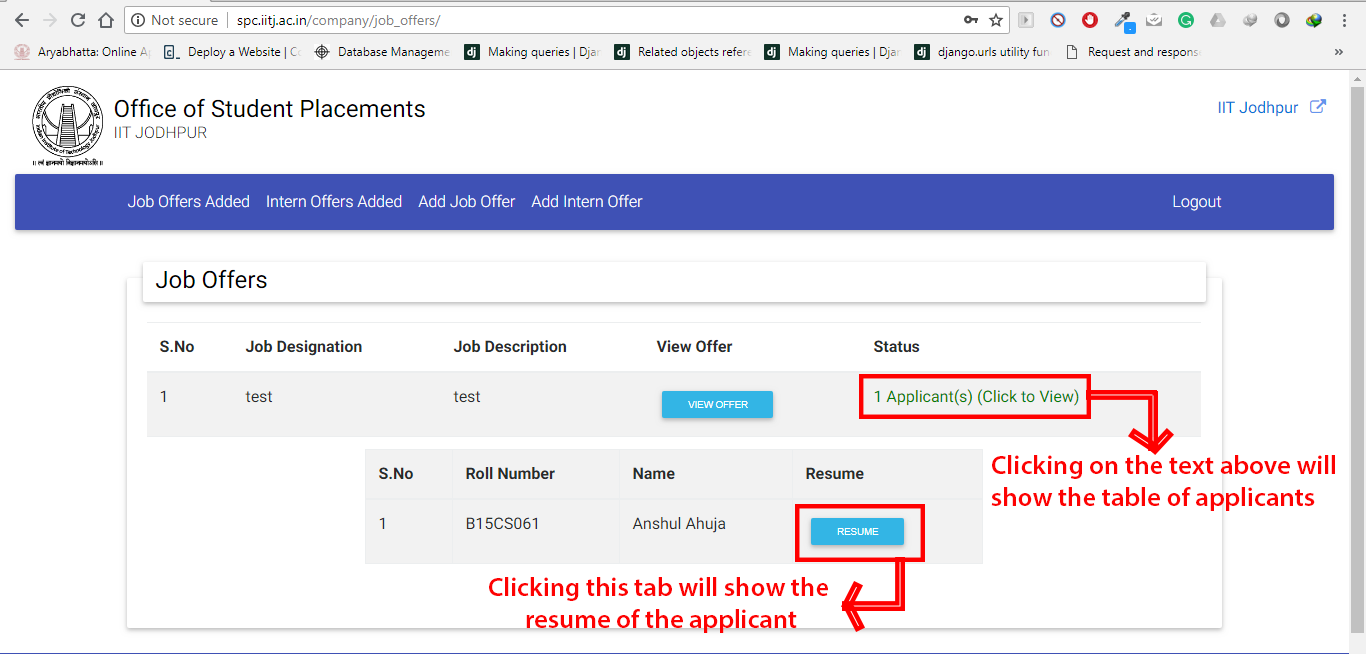 Not secure | spc.iitj.ac.in/company/job_offers/
Aryabhatta: Online Ap
Deploy a Website | Co
Database Manageme
Making queries | Djan
Related objects refere
Making queries | Djan
django.urls utility fun
Request and respons
»
Office of Student Placements
IIT JODHPUR
IIT Jodhpur
Job Offers Added
Intern Offers Added
Add Job Offer
Add Intern Offer
Logout
Job Offers
S.No Job Designation Job Description View Offer Status
1 test test VIEW OFFER 1 Applicant(s) (Click to View)
Clicking on the text above will
show the table of applicants
S.No Roll Number Name Resume
1 B15CS061 Anshul Ahuja RESUME
Clicking this tab will show the
resume of the applicant